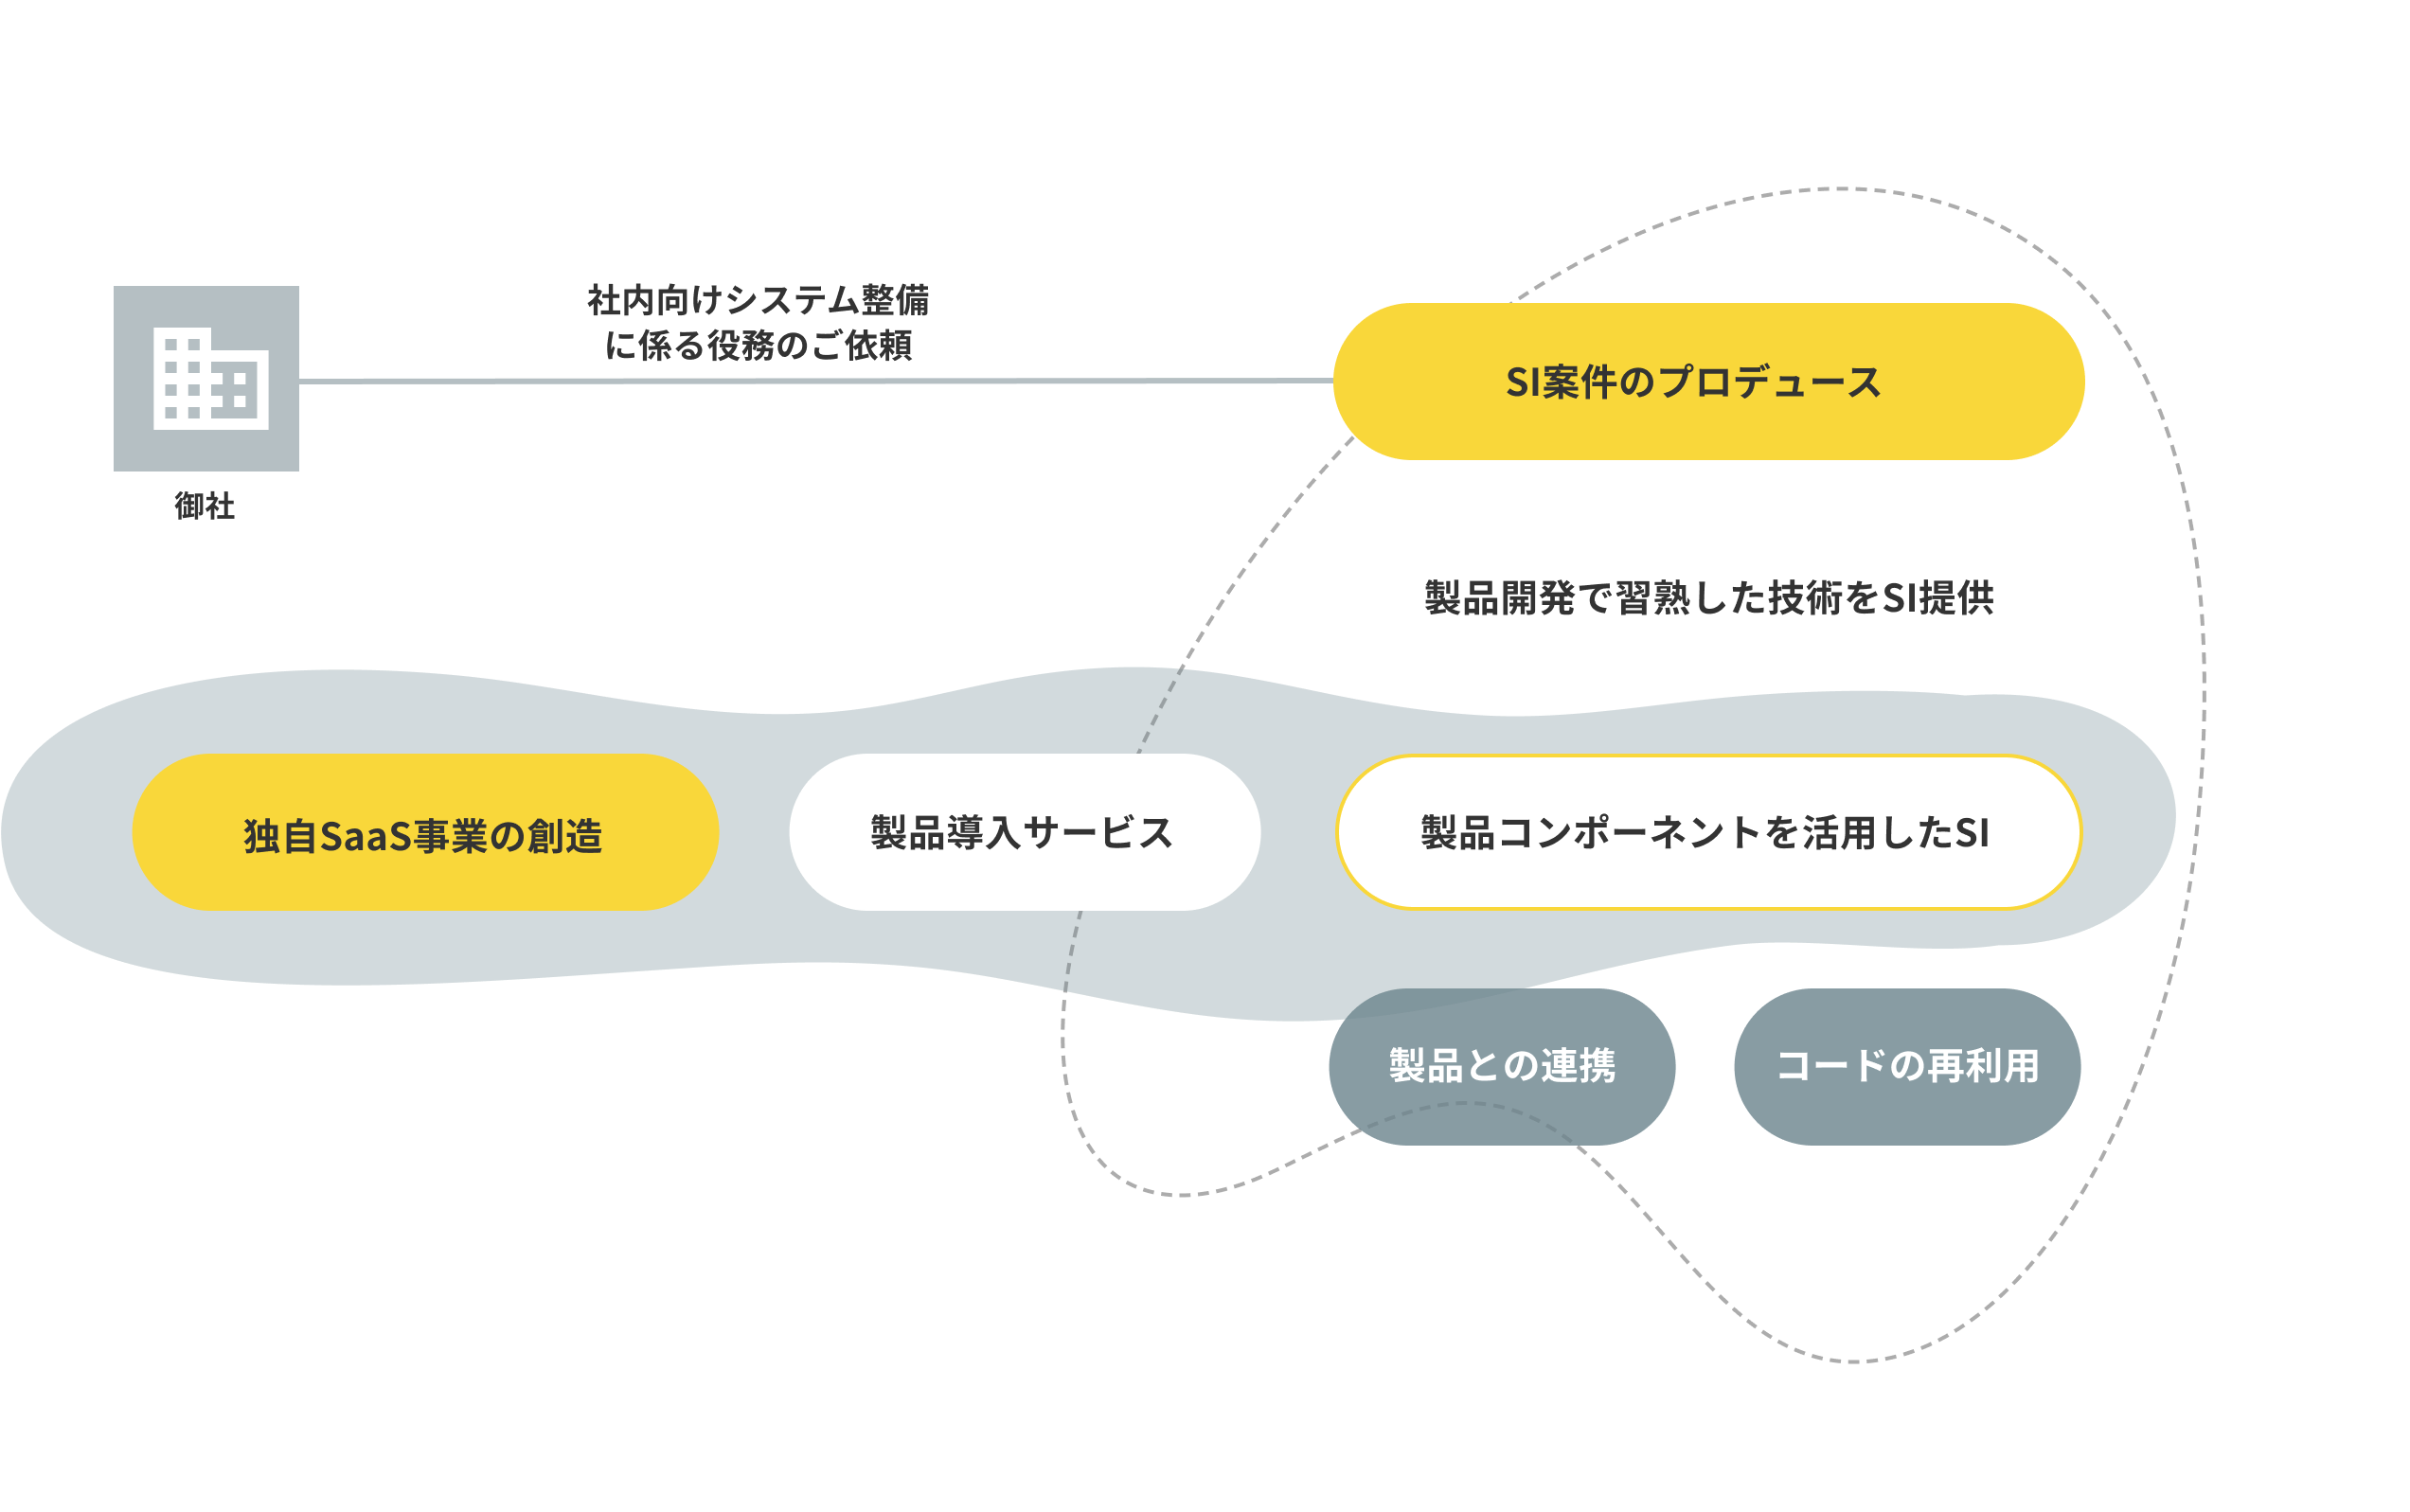 社内向けシステム整備
に係る役務のご依頼
SI案件のプロデュース
御社
製品開発で習熟した技術をSI提供
独自SaaS事業の創造
製品導入サービス
製品コンポーネントを活用したSI
製品との連携
コードの再利用